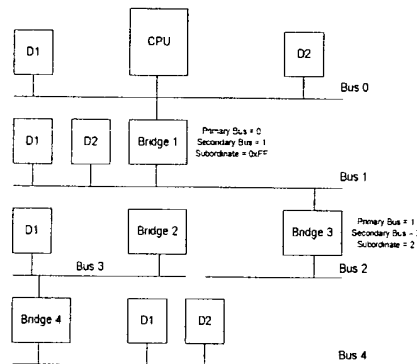 CPU
D1
D2
Bus 0
D1
D2
Bridge 1
Primary Bus = 0
Secondary Bus = 1
Subordinate = 0xFF
Bus 1
D1
Bridge 2
Bridge 3
Primary Bus = 1
Secondary Bus =
Subordinate = 2
Bus 3
Bus 2
Bridge 4
D1
D2
Bus 4